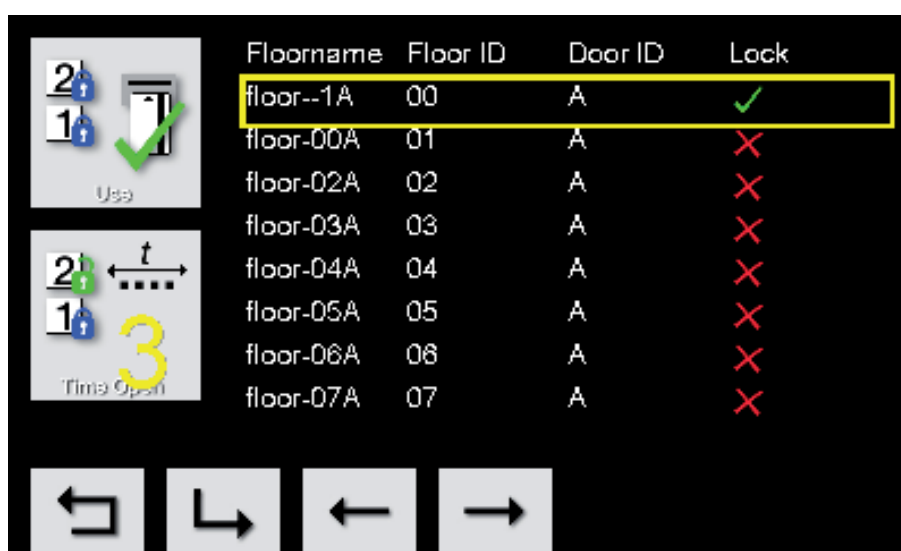 2
1
Use
t
2
1
3
Time Open
Floorname Floor ID Door ID Lock
floor--1A 00 A
floor-00A 01 A
floor-02A 02 A
floor-03A 03 A
floor-04A 04 A
floor-05A 05 A
floor-06A 06 A
floor-07A 07 A